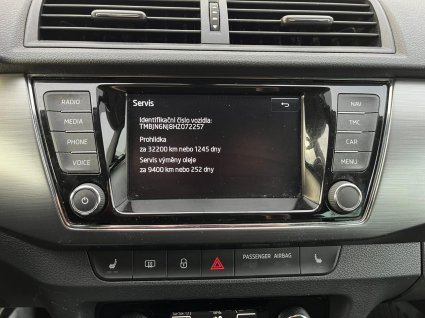 Servis
RADIO
NAV
Identifikační číslo vozidla:
TMBJN6NJ8HZ072257
MEDIA
TMC
Prohlídka
za 32200 km nebo 1245 dny
PHONE
CAR
Servis výměny oleje
za 9400 km nebo 252 dny
VOICE
MENU
PASSENGER AIRBAG